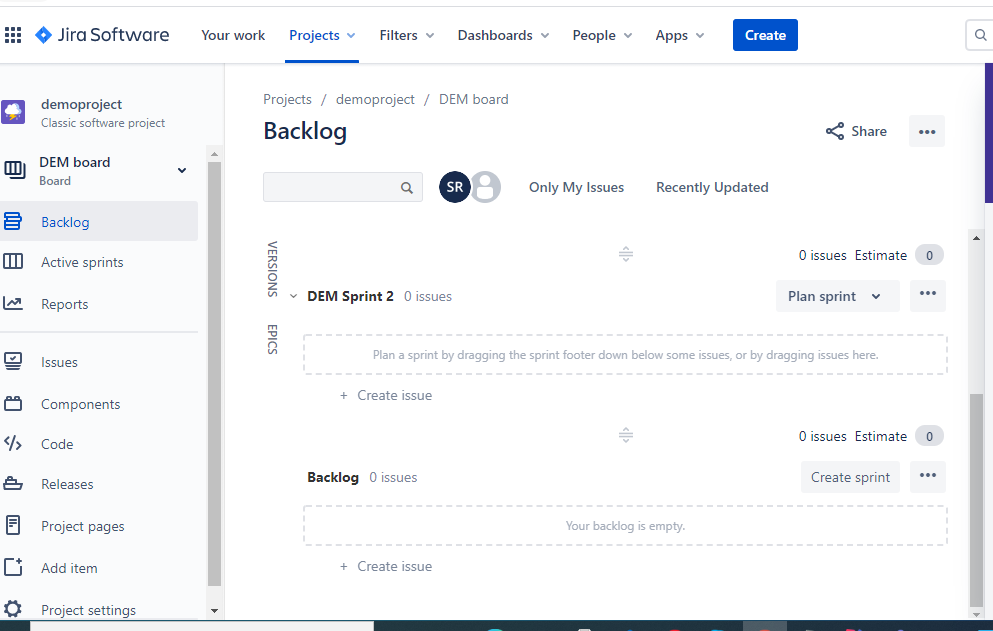 Jira Software Your work Projects Filters Dashboards People Apps Create
demoproject
Classic software project
DEM board
Board
Backlog
Active sprints
Reports
Issues
Components
Code
Releases
Project pages
Add item
Project settings
Projects / demoproject / DEM board
Backlog
Share
SR Only My Issues Recently Updated
VERSIONS
EPICS
0 issues Estimate 0
DEM Sprint 2 0 issues Plan sprint
Plan a sprint by dragging the sprint footer down below some issues, or by dragging issues here.
+ Create issue
0 issues Estimate 0
Backlog 0 issues Create sprint
Your backlog is empty.
+ Create issue